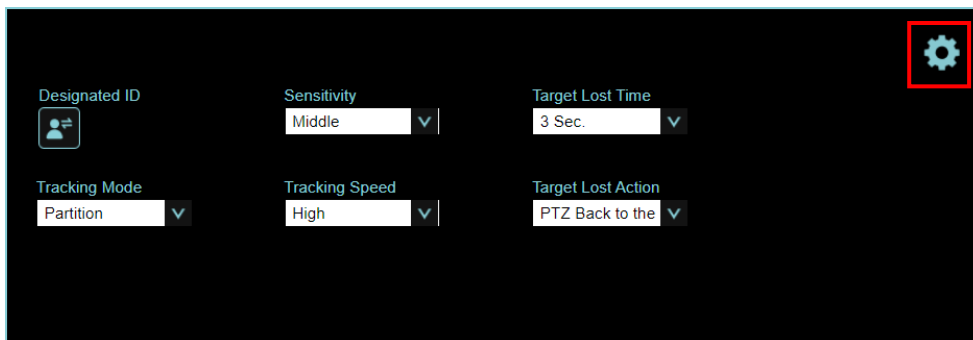 Designated ID
Sensitivity
Middle
Target Lost Time
3 Sec.
Tracking Mode
Partition
Tracking Speed
High
Target Lost Action
PTZ Back to the